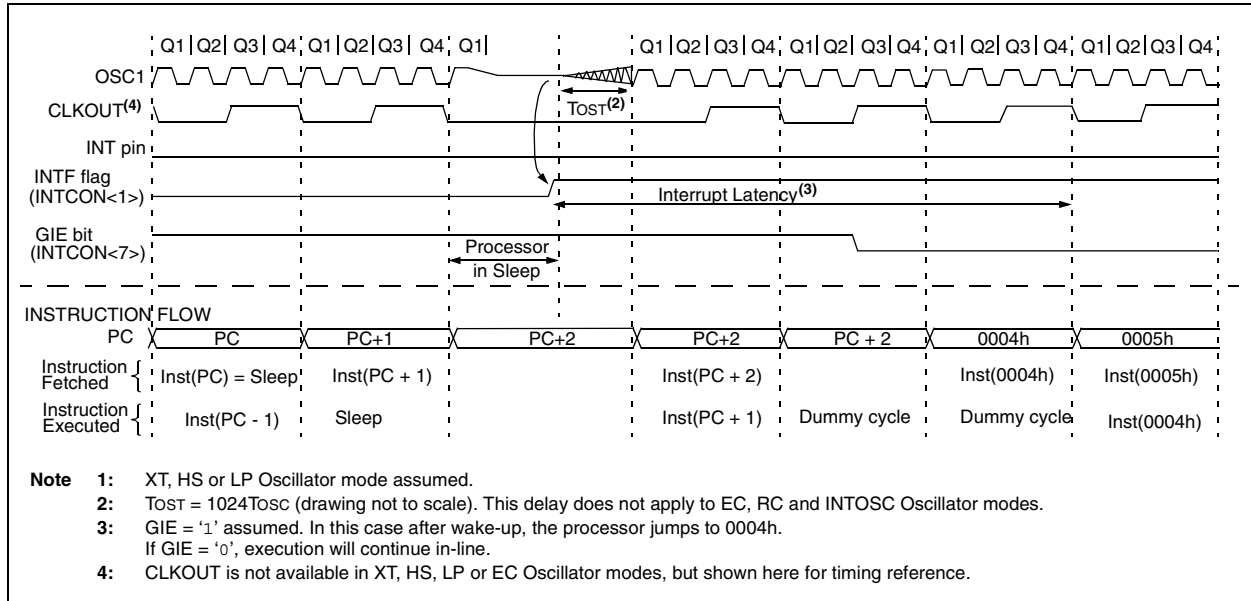 Q1 Q2 Q3 Q4 Q1 Q2 Q3 Q4 Q1 Q1 Q2 Q3 Q4 Q1 Q2 Q3 Q4 Q1 Q2 Q3 Q4 Q1 Q2 Q3 Q4
OSC1
CLKOUT(4)
TOST(2)
INT pin
INTF flag
(INTCON<1>)
Interrupt Latency(3)
GIE bit
(INTCON<7>)
Processor
in Sleep
INSTRUCTION FLOW
PC PC PC+1 PC+2 PC+2 PC + 2 0004h 0005h
Instruction
Fetched
Inst(PC) = Sleep Inst(PC + 1) Inst(PC + 2) Inst(0004h) Inst(0005h)
Instruction
Executed
Inst(PC - 1) Sleep Inst(PC + 1) Dummy cycle Dummy cycle Inst(0004h)
Note 1: XT, HS or LP Oscillator mode assumed.
2: TOST = 1024TOSC (drawing not to scale). This delay does not apply to EC, RC and INTOSC Oscillator modes.
3: GIE = ‘1’ assumed. In this case after wake-up, the processor jumps to 0004h.
If GIE = ‘0’, execution will continue in-line.
4: CLKOUT is not available in XT, HS, LP or EC Oscillator modes, but shown here for timing reference.